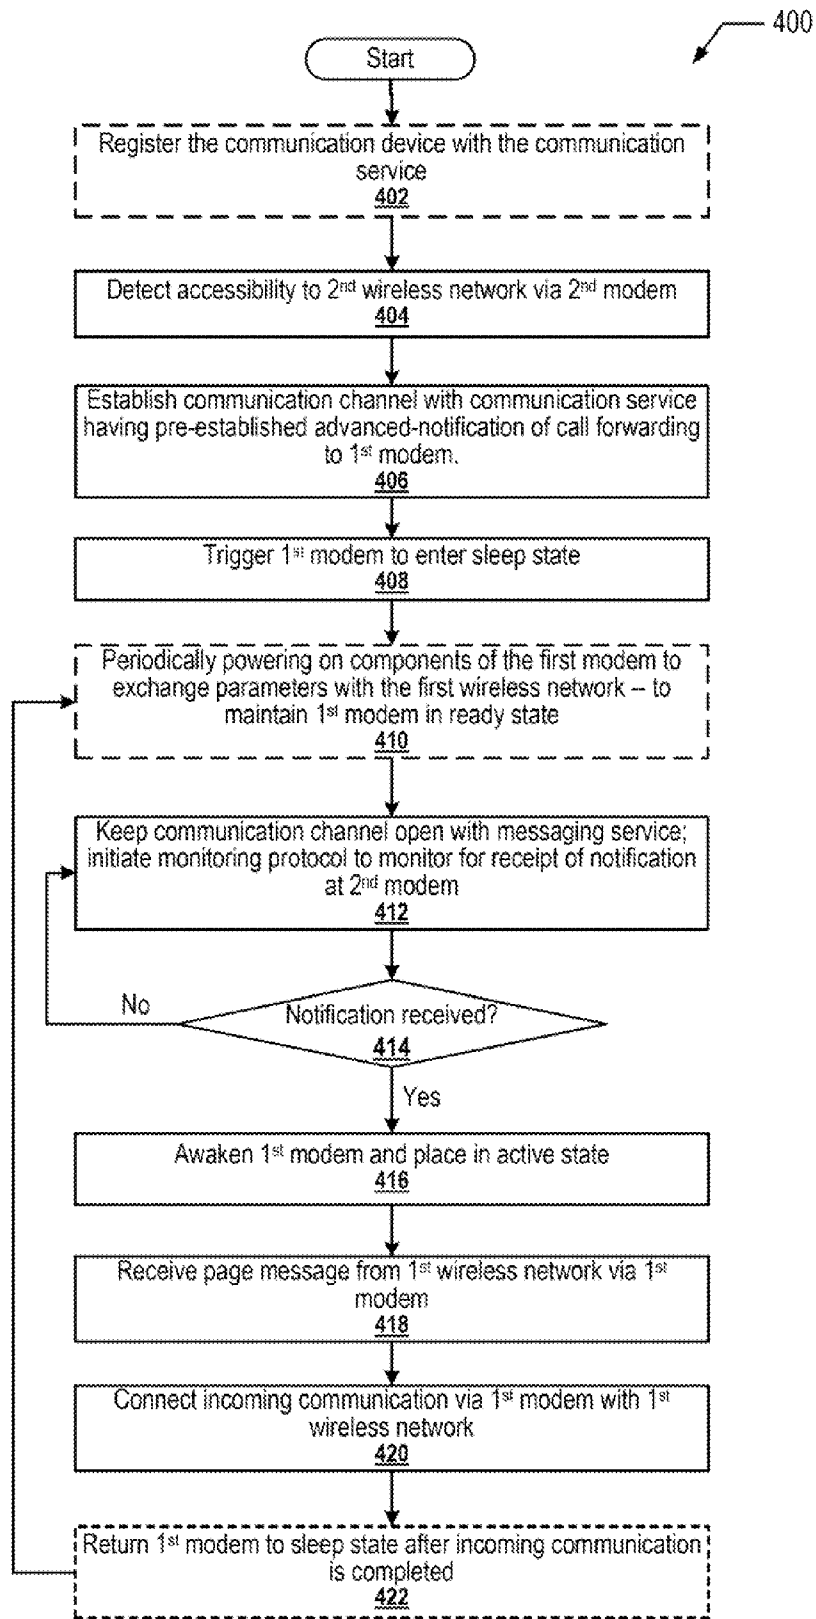 400
Start
Register the communication device with the communication
service
402
Detect accessibility to 2nd wireless network via 2nd modem
404
Establish communication channel with communication service
having pre-established advanced-notification of call forwarding
to 1st modem.
406
Trigger 1st modem to enter sleep state
408
Periodically powering on components of the first modem to
exchange parameters with the first wireless network – to
maintain 1st modem in ready state
410
Keep communication channel open with messaging service;
initiate monitoring protocol to monitor for receipt of notification
at 2nd modem
412
No
Notification received?
414
Yes
Awaken 1st modem and place in active state
416
Receive page message from 1st wireless network via 1st
modem
418
Connect incoming communication via 1st modem with 1st
wireless network
420
Return 1st modem to sleep state after incoming communication
is completed
422